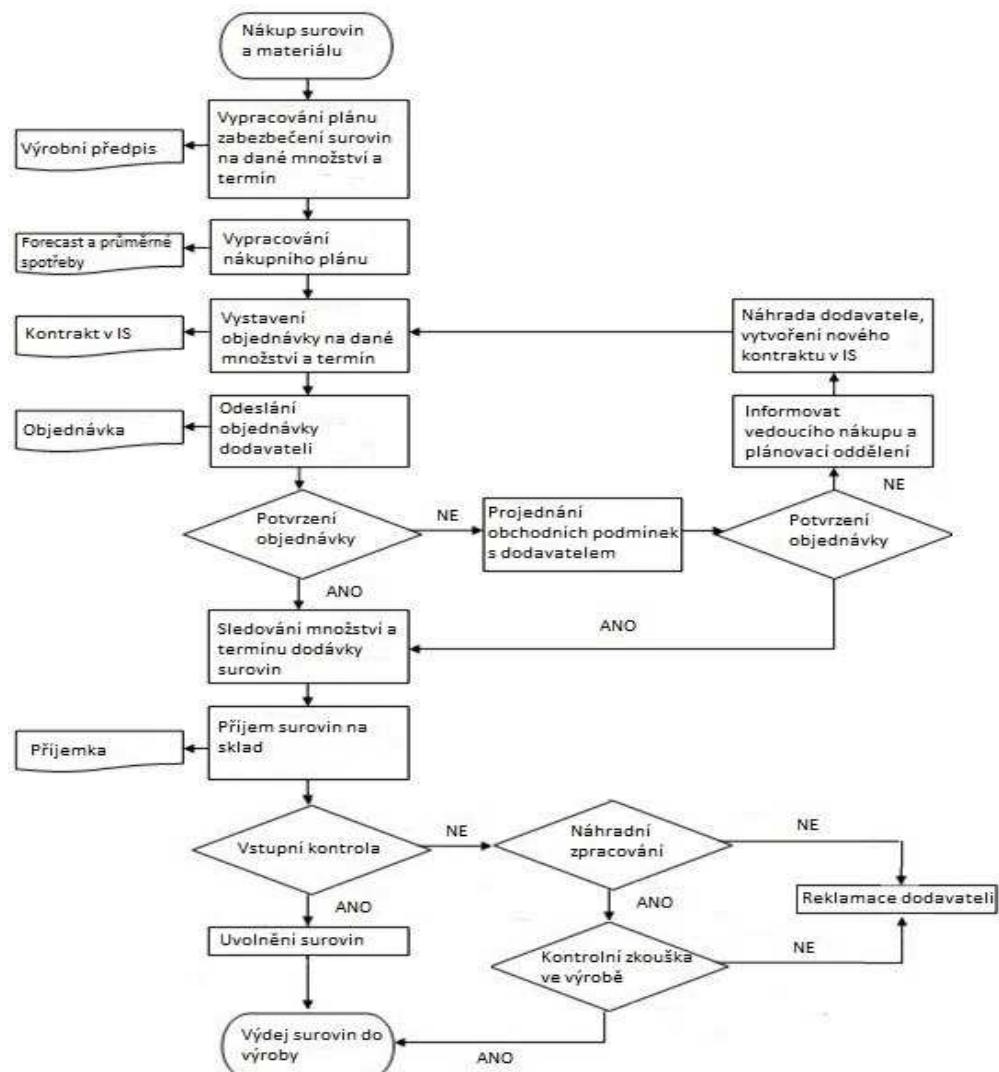 Nákup surovin
a materiálu
Vypracování plánu
zabezbečení surovin
na dané množství a
termín
Výrobní předpis
Vypracování
nákupního plánu
Forecast a průměrné
spotřeby
Vystavení
objednávky na dané
množství a termín
Kontrakt v IS
Náhrada dodavatele,
vytvoření nového
kontraktu v IS
Odeslání
objednávky
dodavateli
Objednávka
Informovat
vedoucího nákupu a
plánovací oddělení
NE
Potvrzení
objednávky
NE
Projednání
obchodních podmínek
s dodavatelem
Potvrzení
objednávky
ANO
ANO
Sledování množství a
termínu dodávky
surovin
Příjem surovin na
sklad
Příjemka
Vstupní kontrola
NE
Náhradní
zpracování
NE
ANO
ANO
Reklamace dodavateli
Uvolnění surovin
Kontrolní zkouška
ve výrobě
NE
Výdej surovin do
výroby
ANO